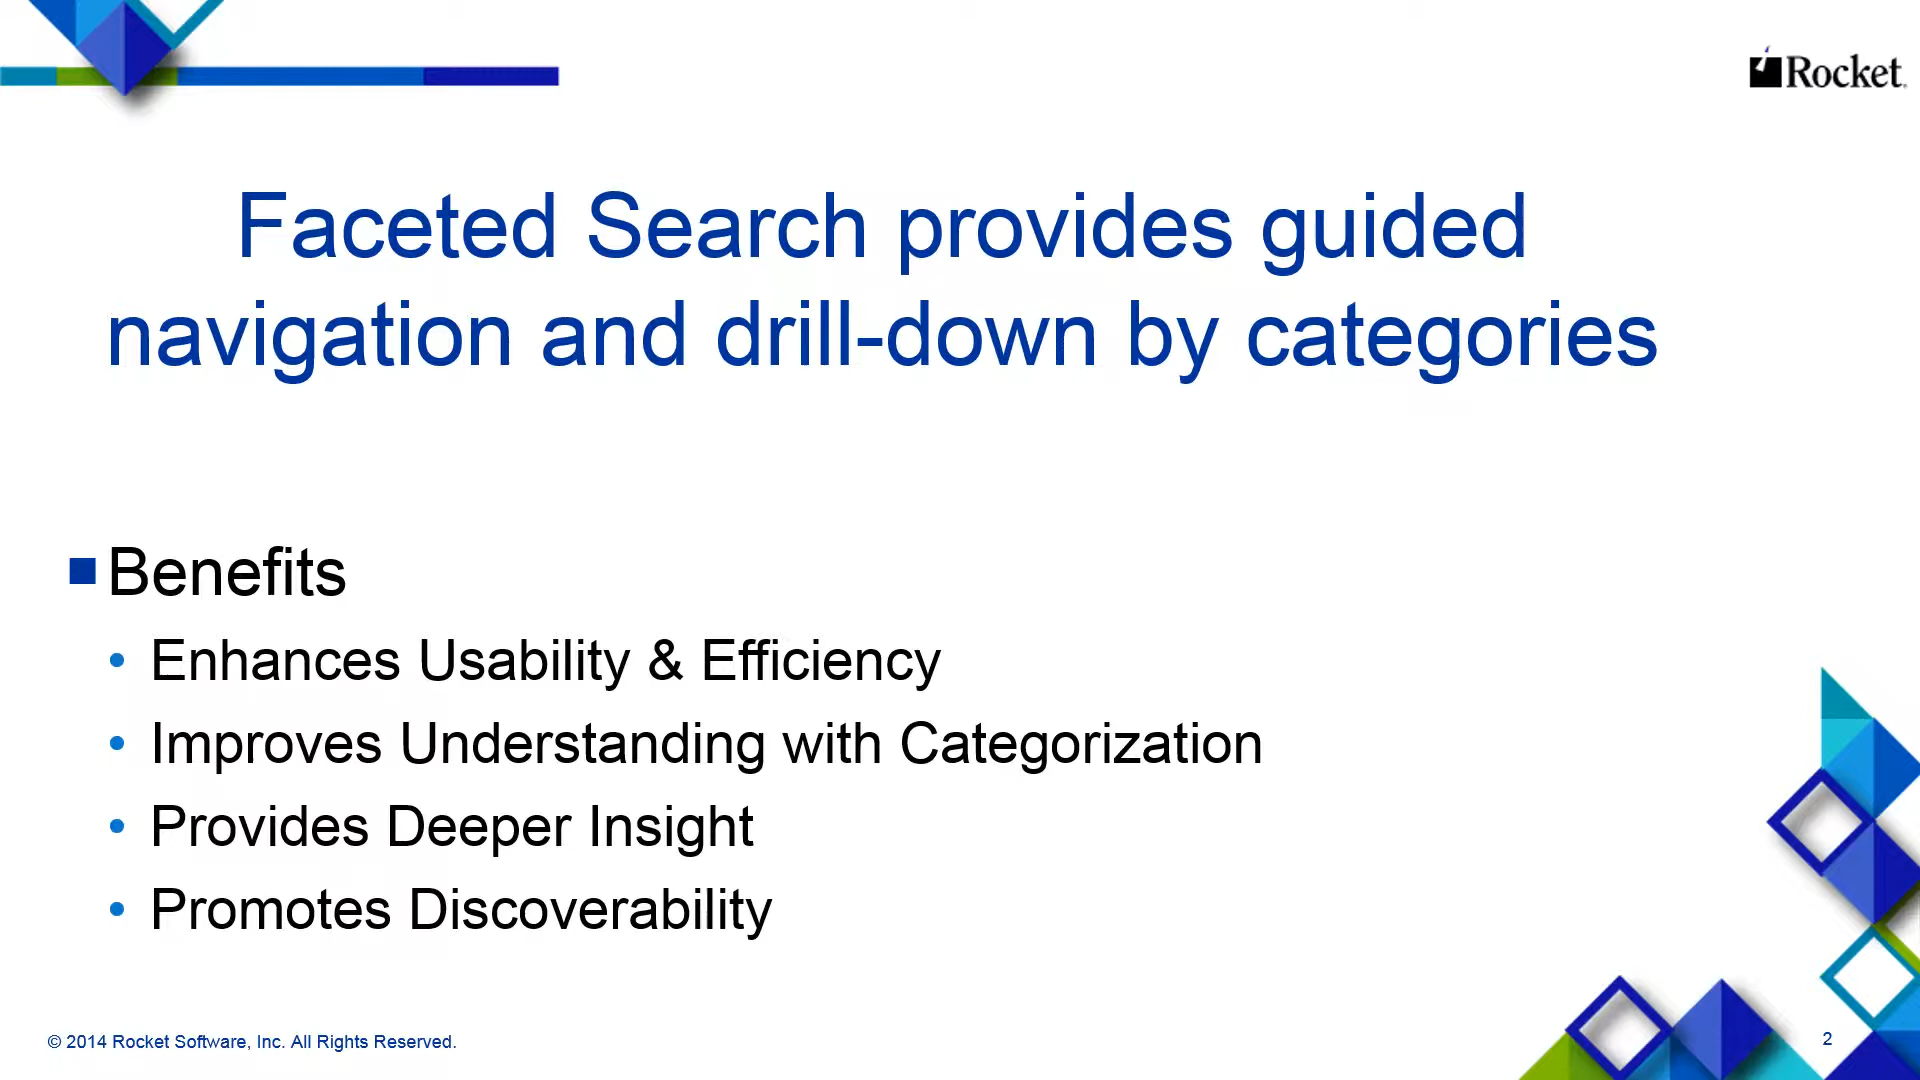 Rocket
Faceted Search provides guided
navigation and drill-down by categories
Benefits
• Enhances Usability & Efficiency
• Improves Understanding with Categorization
• Provides Deeper Insight
• Promotes Discoverability
© 2014 Rocket Software, Inc. All Rights Reserved.
2